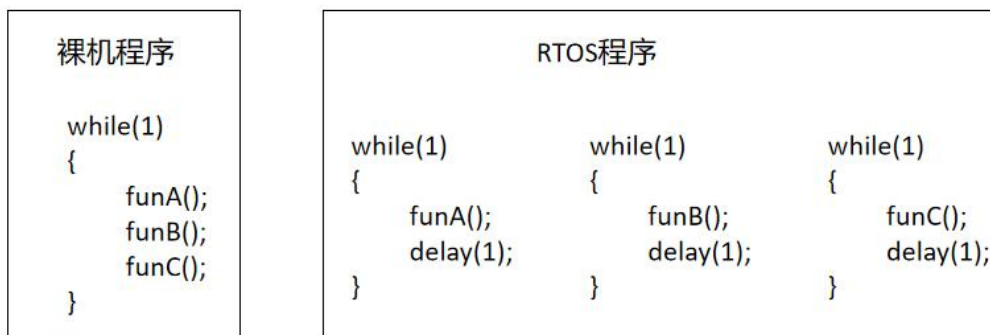 裸机程序
while(1)
{
funA();
funB();
funC();
}
RTOS程序
while(1)
{
funA();
delay(1);
}
while(1)
{
funB();
delay(1);
}
while(1)
{
funC();
delay(1);
}